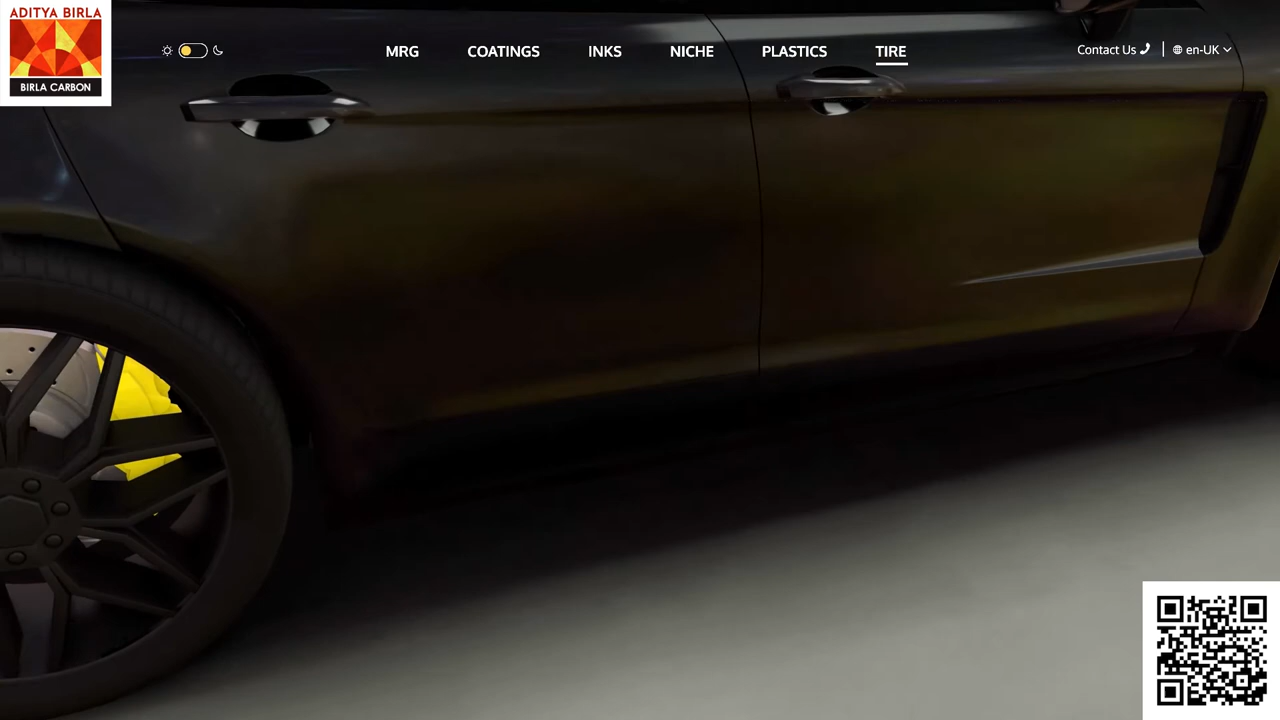 ADITYA BIRLA
BIRLA CARBON
MRG
COATINGS
INKS
NICHE
PLASTICS
TIRE
Contact Us
en-UK